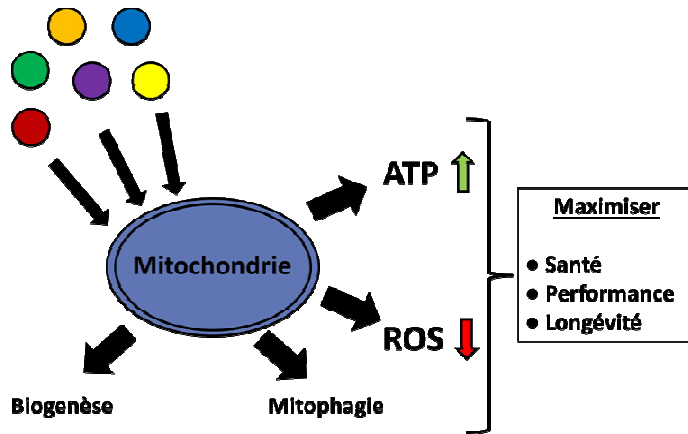 ATP
Mitochondrie
ROS
Biogenèse
Mitophagie
Maximiser
● Santé
● Performance
● Longévité